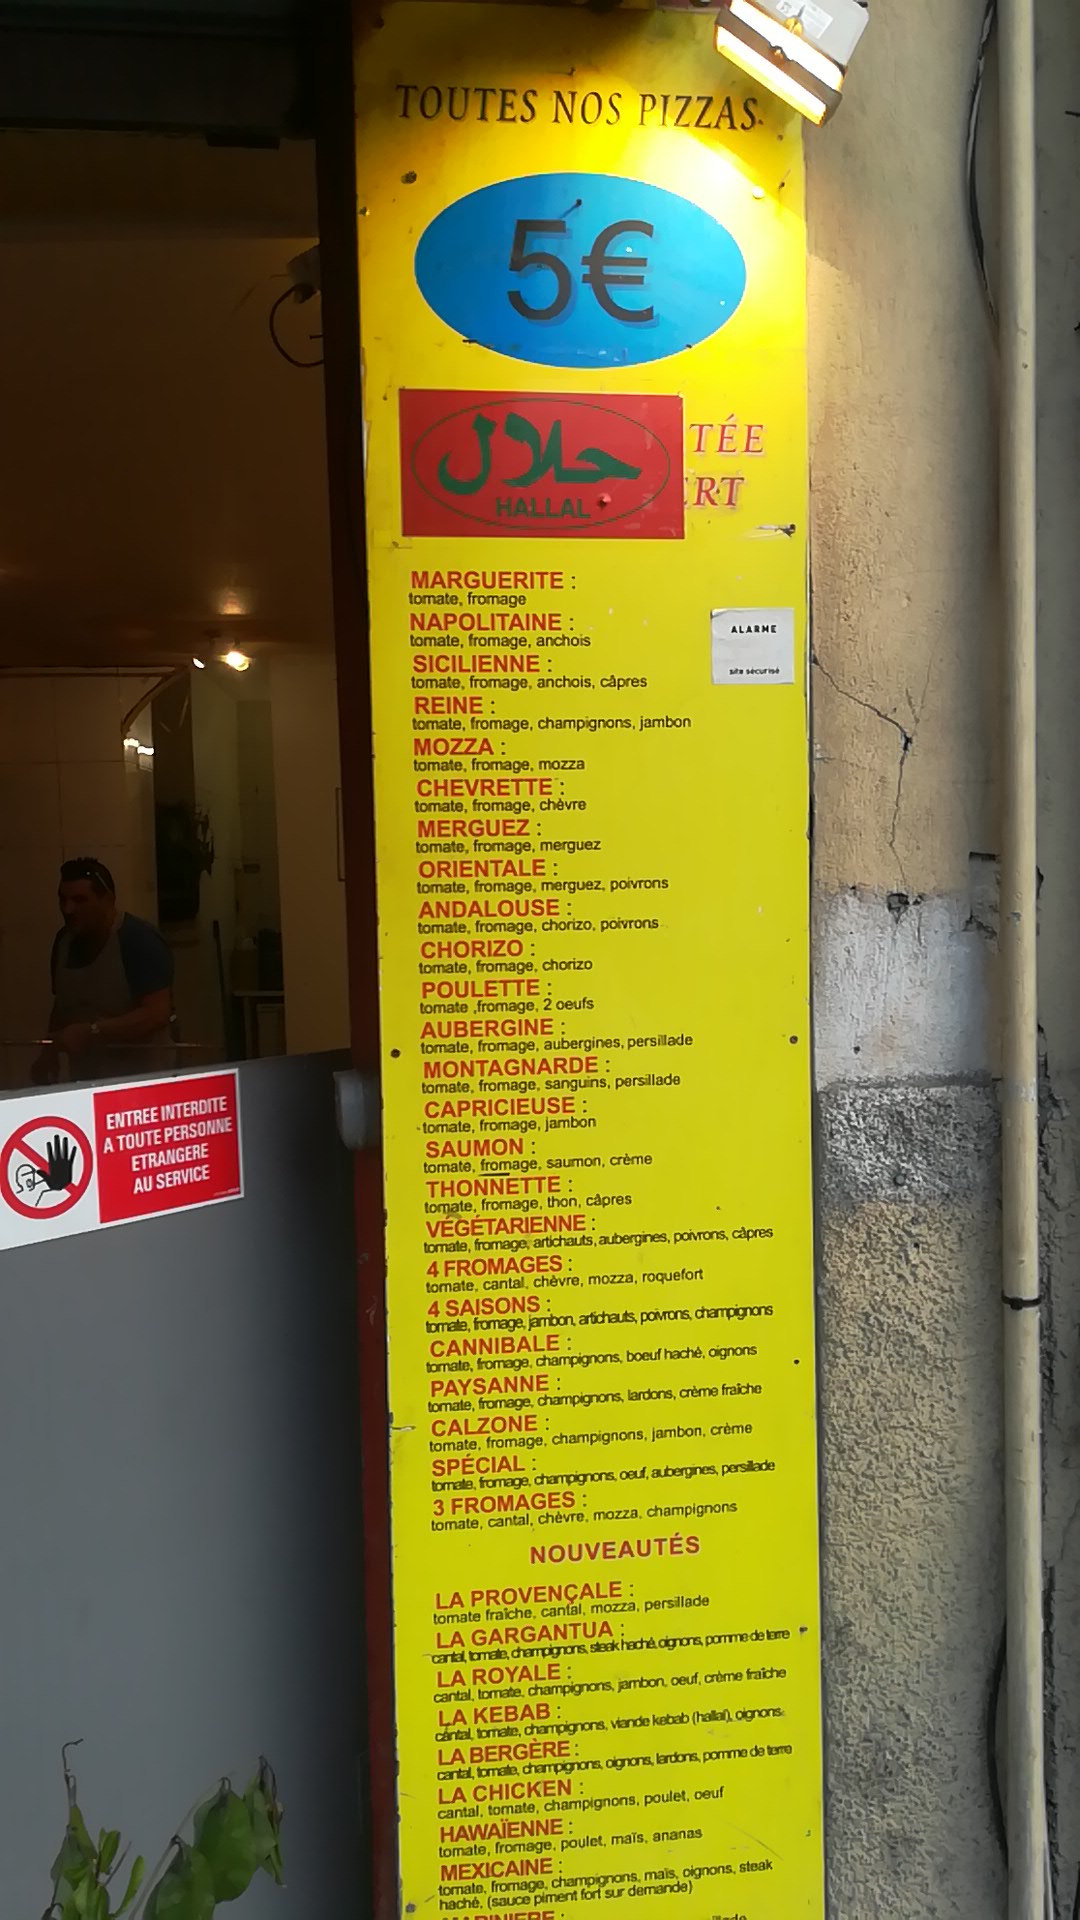 TOUTES NOS PIZZAS
5€
حلال
HALLAL
TÉE
RT
MARGUERITE :
tomate, fromage
NAPOLITAINE :
tomate, fromage, anchois
ALARME
site sécurisé
SICILIENNE :
tomate, fromage, anchois, câpres
REINE :
tomate, fromage, champignons, jambon
MOZZA :
tomate, fromage, mozza
CHEVRETTE :
tomate, fromage, chèvre
MERGUEZ :
tomate, fromage, merguez
ORIENTALE :
tomate, fromage, merguez, poivrons
ANDALOUSE :
tomate, fromage, chorizo, poivrons
CHORIZO :
tomate, fromage, chorizo
POULETTE :
tomate ,fromage, 2 oeufs
AUBERGINE :
tomate, fromage, aubergines, persillade
MONTAGNARDE :
tomate, fromage, sanguins, persillade
CAPRICIEUSE :
tomate, fromage, jambon
SAUMON :
tomate, fromage, saumon, crème
THONNETTE :
tomate, fromage, thon, câpres
VÉGÉTARIENNE :
tomate, fromage, artichauts, aubergines, poivrons, câpres
4 FROMAGES :
tomate, cantal, chèvre, mozza, roquefort
4 SAISONS :
tomate, fromage, jambon, artichauts, poivrons, champignons
CANNIBALE :
tomate, fromage, champignons, boeuf haché, oignons
PAYSANNE :
tomate, fromage, champignons, lardons, crème fraîche
CALZONE :
tomate, fromage, champignons, jambon, crème
SPÉCIAL :
tomate, fromage, champignons, oeuf, aubergines, persillade
3 FROMAGES :
tomate, cantal, chèvre, mozza, champignons
NOUVEAUTÉS
LA PROVENÇALE :
tomate fraîche, cantal, mozza, persillade
LA GARGANTUA :
cantal, tomate, champignons, steak haché, oignons, pomme de terre
LA ROYALE :
cantal, tomate, champignons, jambon, oeuf, crème fraîche
LA KEBAB :
cantal, tomate, champignons, viande kebab (hallal), oignons
LA BERGÈRE :
cantal, tomate, champignons, oignons, lardons, pomme de terre
LA CHICKEN :
cantal, tomate, champignons, poulet, oeuf
HAWAÏENNE :
tomate, fromage, poulet, maïs, ananas
MEXICAINE :
tomate, fromage, champignons, maïs, oignons, steak
haché, (sauce piment fort sur demande)
MARINIERE :
ENTREE INTERDITE
A TOUTE PERSONNE
ETRANGERE
AU SERVICE